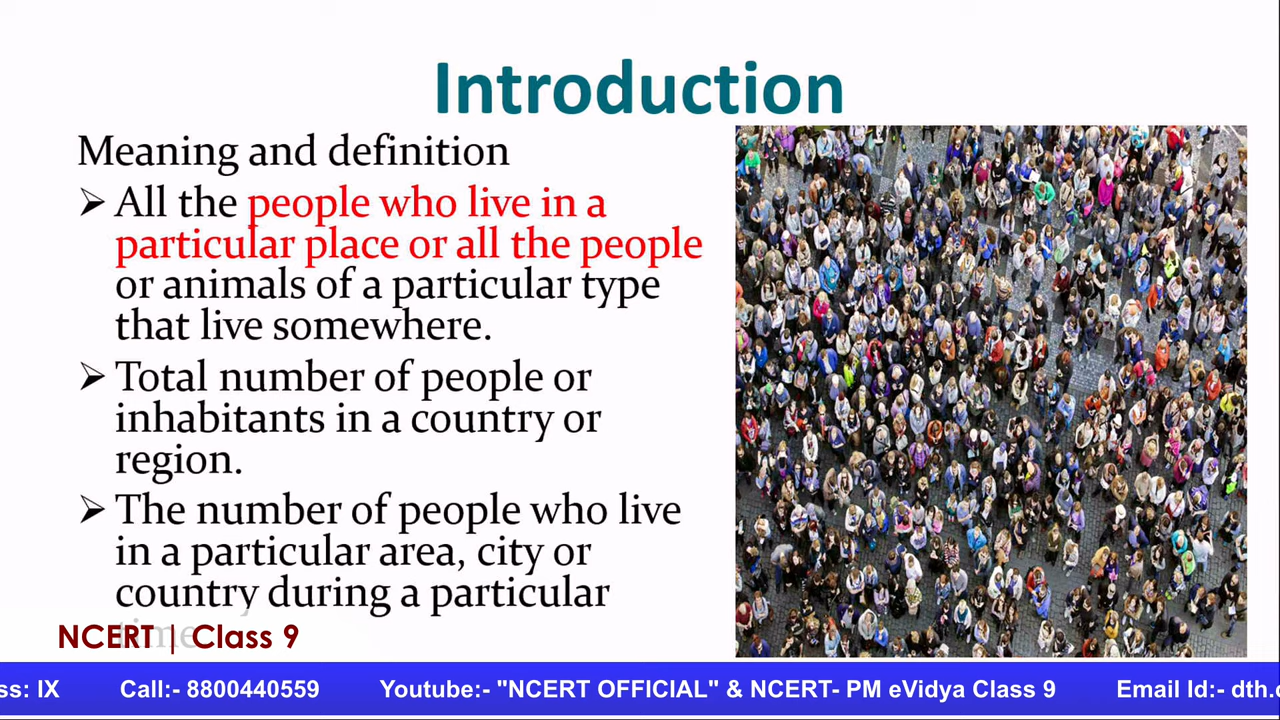 Introduction
Meaning and definition
➢ All the people who live in a
particular place or all the people
or animals of a particular type
that live somewhere.
➢ Total number of people or
inhabitants in a country or
region.
➢ The number of people who live
in a particular area, city or
country during a particular
time
NCERT | Class 9
ss: IX Call:- 8800440559 Youtube:- "NCERT OFFICIAL" & NCERT- PM eVidya Class 9 Email Id:- dth.